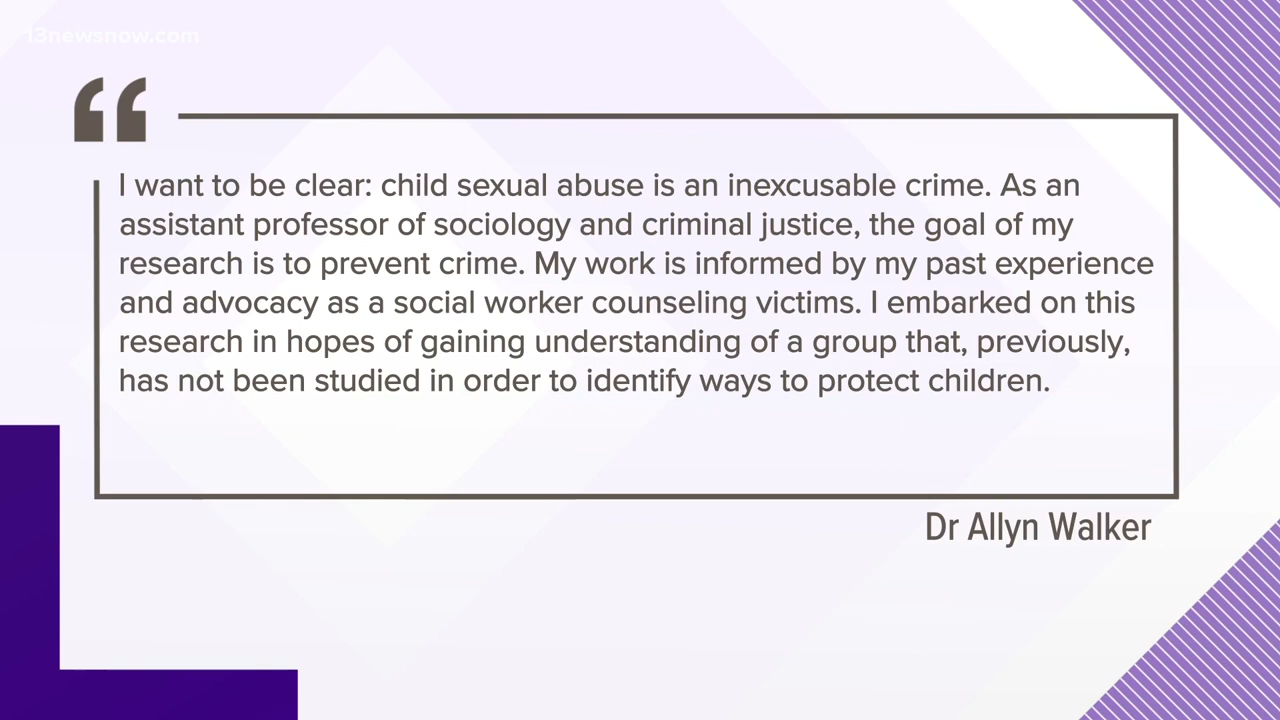 13newsnow.com
“
I want to be clear: child sexual abuse is an inexcusable crime. As an
assistant professor of sociology and criminal justice, the goal of my
research is to prevent crime. My work is informed by my past experience
and advocacy as a social worker counseling victims. I embarked on this
research in hopes of gaining understanding of a group that, previously,
has not been studied in order to identify ways to protect children.
Dr Allyn Walker